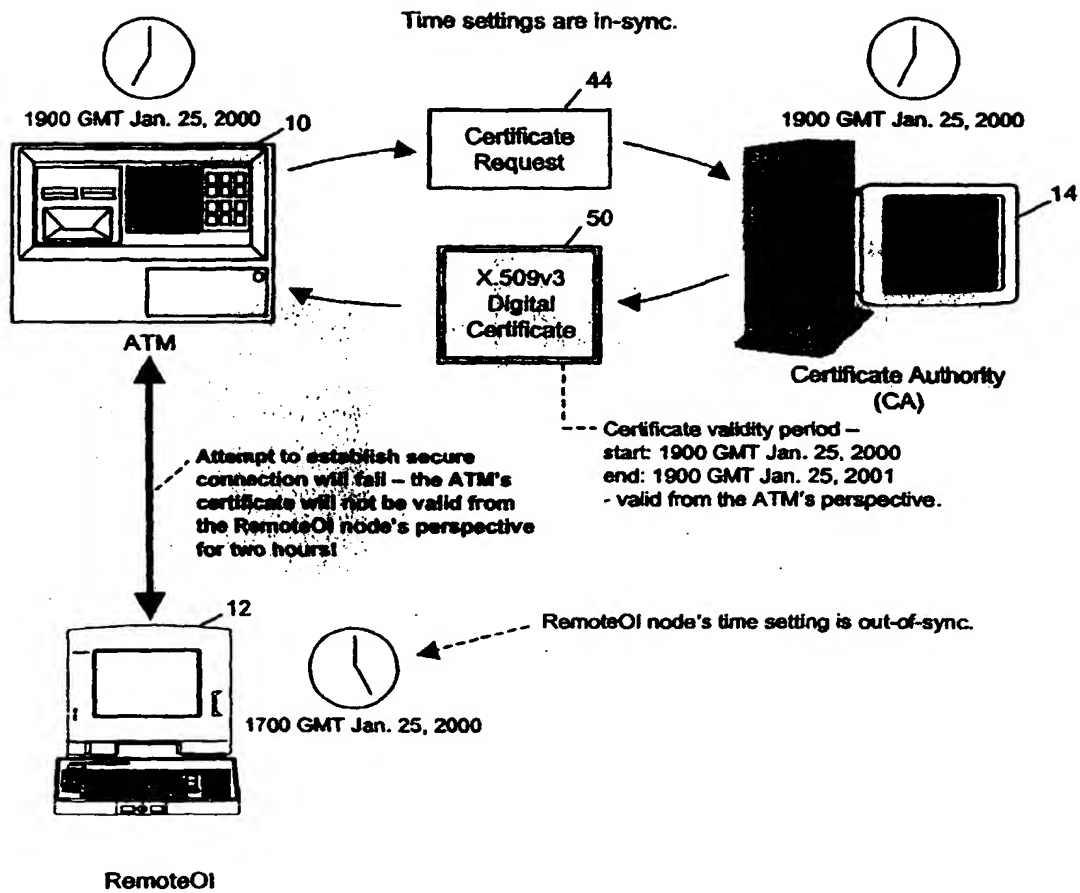 Time settings are in-sync.
1900 GMT Jan. 25, 2000
10
44
Certificate
Request
1900 GMT Jan. 25, 2000
14
50
X.509v3
Digital
Certificate
ATM
Certificate Authority
(CA)
Certificate validity period –
start: 1900 GMT Jan. 25, 2000
end: 1900 GMT Jan. 25, 2001
- valid from the ATM's perspective.
Attempt to establish secure
connection will fail – the ATM's
certificate will not be valid from
the RemoteOI node's perspective
for two hours!
12
RemoteOI node's time setting is out-of-sync.
1700 GMT Jan. 25, 2000
RemoteOI